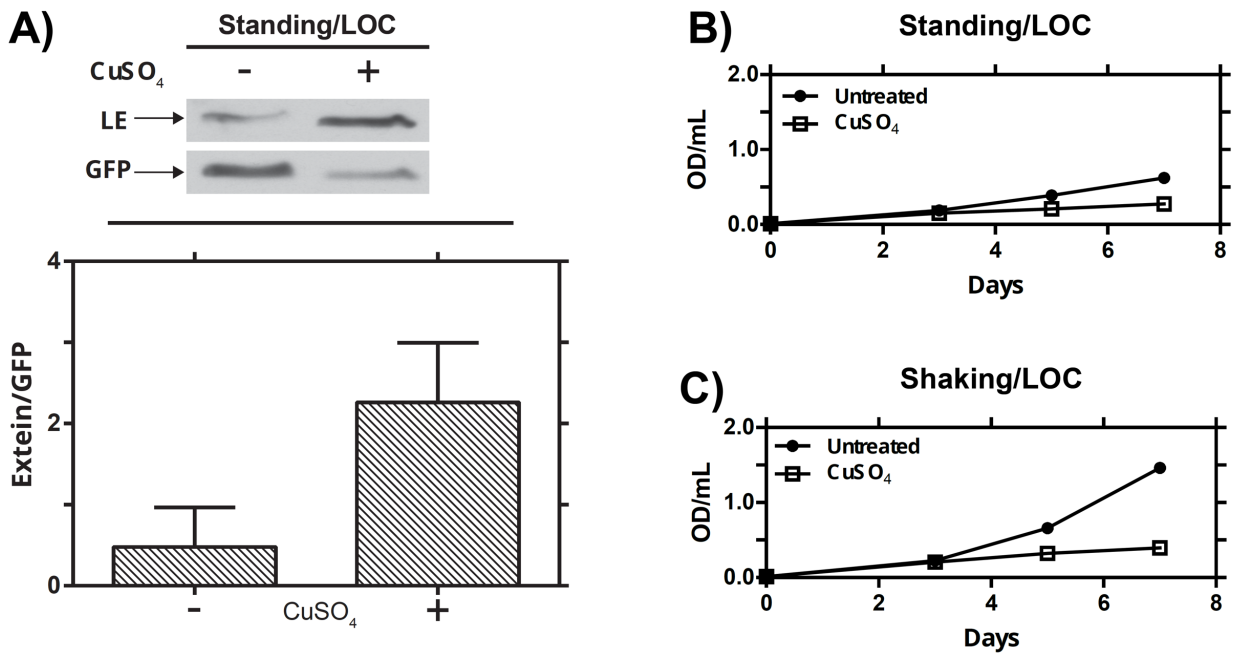 A)
Standing/LOC
CuSO4 - +
LE
GFP
Extein/GFP
4
2
0
- CuSO4 +
B)
Standing/LOC
Untreated
CuSO4
OD/mL
2.0
1.0
0.0
0 2 4 6 8
Days
C)
Shaking/LOC
Untreated
CuSO4
OD/mL
2.0
1.0
0.0
0 2 4 6 8
Days